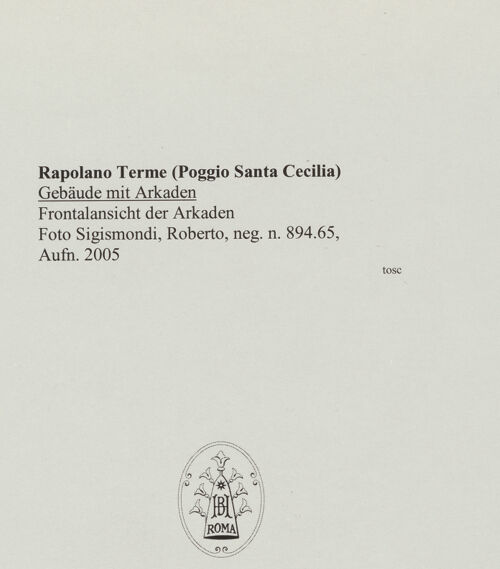 Rapolano Terme (Poggio Santa Cecilia)
Gebäude mit Arkaden
Frontalansicht der Arkaden
Foto Sigismondi, Roberto, neg. n. 894.65,
Aufn. 2005
tosc
BH
ROMA